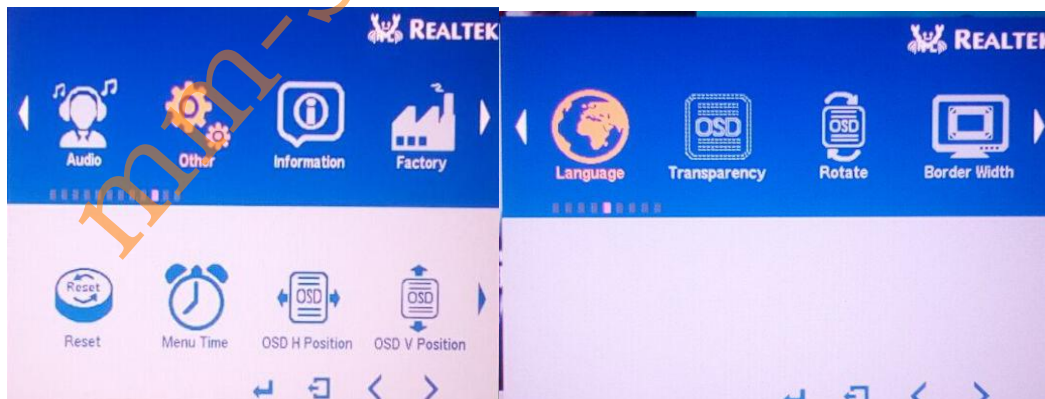 REALTEK
Audio
Other
Information
Factory
Reset
Reset
Menu Time
OSD
OSD H Position
OSD
OSD V Position
REALTEK
Language
OSD
Transparency
OSD
Rotate
Border Width